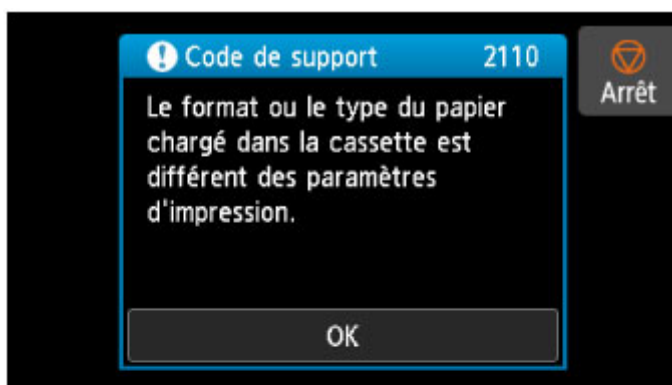 Code de support 2110
Arrêt
Le format ou le type du papier
chargé dans la cassette est
différent des paramètres
d'impression.
OK